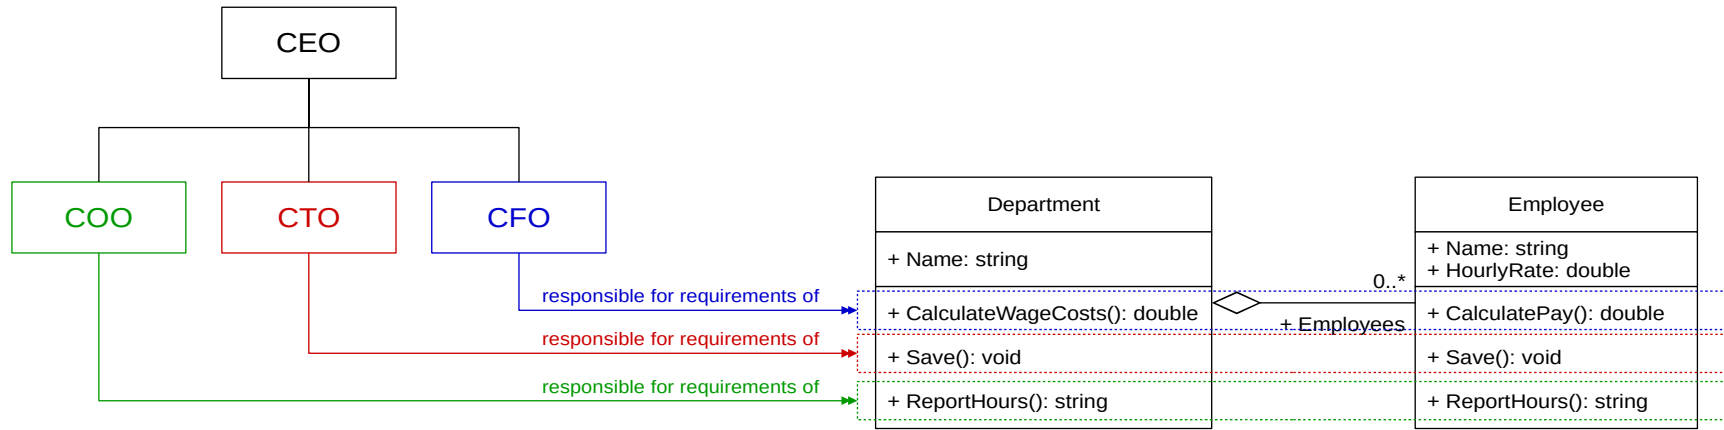 CEO
COO
CTO
CFO
responsible for requirements of
responsible for requirements of
responsible for requirements of
Department
+ Name: string
+ CalculateWageCosts(): double
+ Save(): void
+ ReportHours(): string
0..*
+ Employees
Employee
+ Name: string
+ HourlyRate: double
+ CalculatePay(): double
+ Save(): void
+ ReportHours(): string